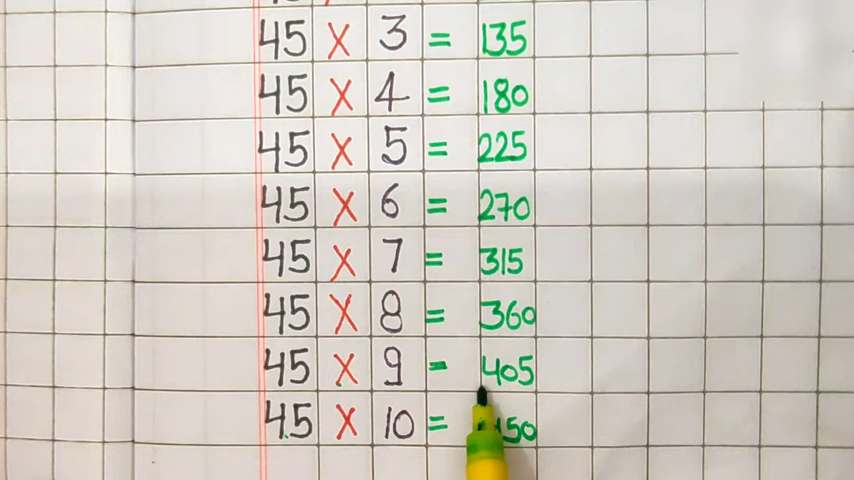 45 X 3 = 135
45 X 4 = 180
45 X 5 = 225
45 X 6 = 270
45 X 7 = 315
45 X 8 = 360
45 X 9 = 405
45 X 10 = 450